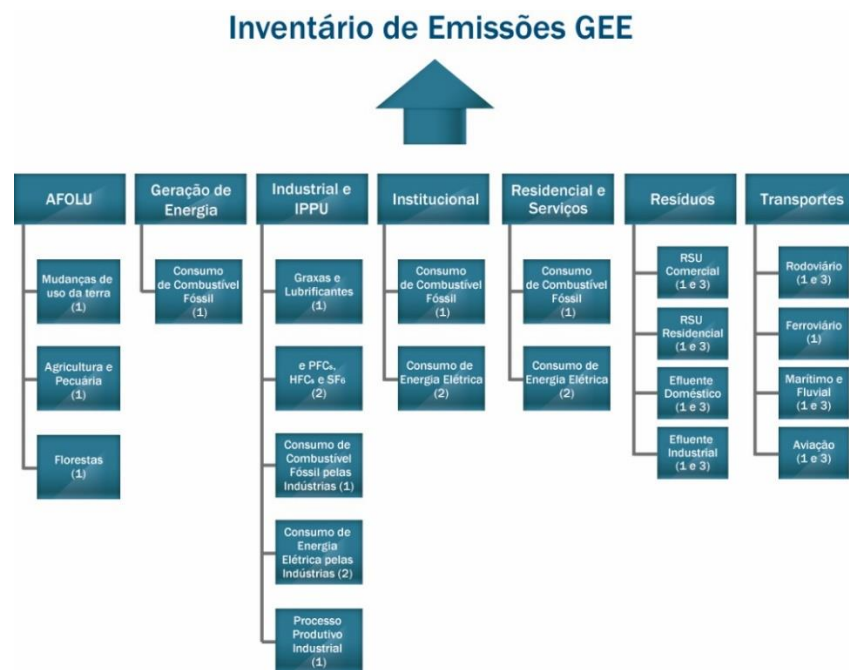 Inventário de Emissões GEE
AFOLU
Mudanças de
uso da terra
(1)
Agricultura e
Pecuária
(1)
Florestas
(1)
Geração de
Energia
Consumo
de Combustível
Fóssil
(1)
Industrial e
IPPU
Graxas e
Lubrificantes
(1)
e PFCₛ,
HFCₛ e SF₆
(2)
Consumo de
Combustível
Fóssil pelas
Indústrias (1)
Consumo de
Energia
Elétrica pelas
Indústrias (2)
Processo
Produtivo
Industrial
(1)
Institucional
Consumo
de Combustível
Fóssil
(1)
Consumo de
Energia Elétrica
(2)
Residencial e
Serviços
Consumo
de Combustível
Fóssil
(1)
Consumo de
Energia Elétrica
(2)
Resíduos
RSU
Comercial
(1 e 3)
RSU
Residencial
(1 e 3)
Efluente
Doméstico
(1 e 3)
Efluente
Industrial
(1 e 3)
Transportes
Rodoviário
(1 e 3)
Ferroviário
(1)
Marítimo e
Fluvial
(1 e 3)
Aviação
(1 e 3)